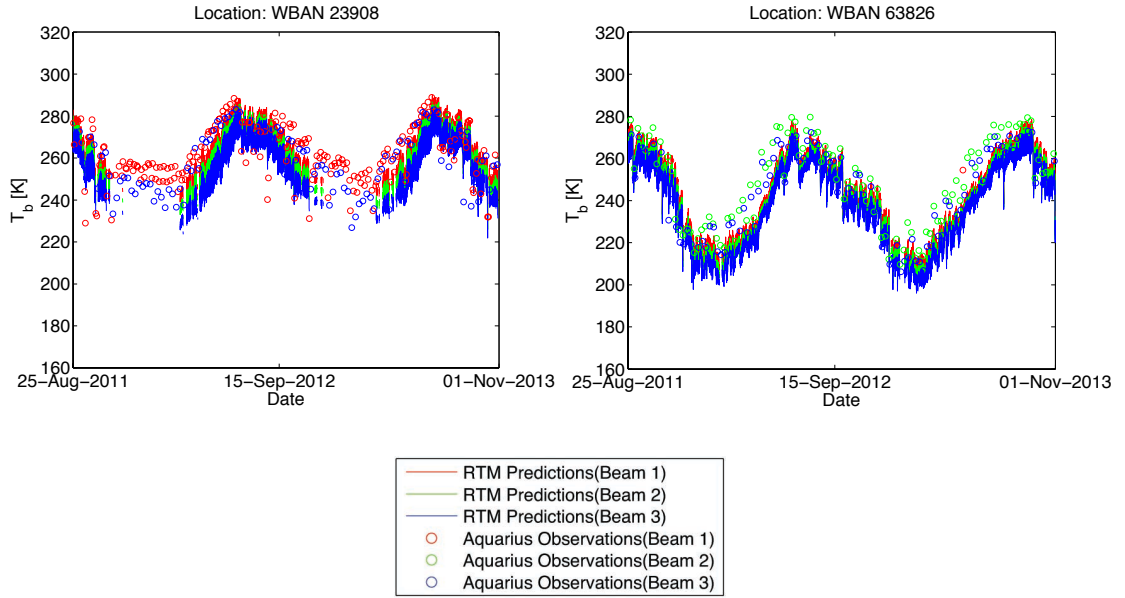 Location: WBAN 23908
320
300
280
260
240
220
200
180
160
T_b [K]
25-Aug-2011
15-Sep-2012
01-Nov-2013
Date
Location: WBAN 63826
320
300
280
260
240
220
200
180
160
T_b [K]
25-Aug-2011
15-Sep-2012
01-Nov-2013
Date
RTM Predictions(Beam 1)
RTM Predictions(Beam 2)
RTM Predictions(Beam 3)
Aquarius Observations(Beam 1)
Aquarius Observations(Beam 2)
Aquarius Observations(Beam 3)